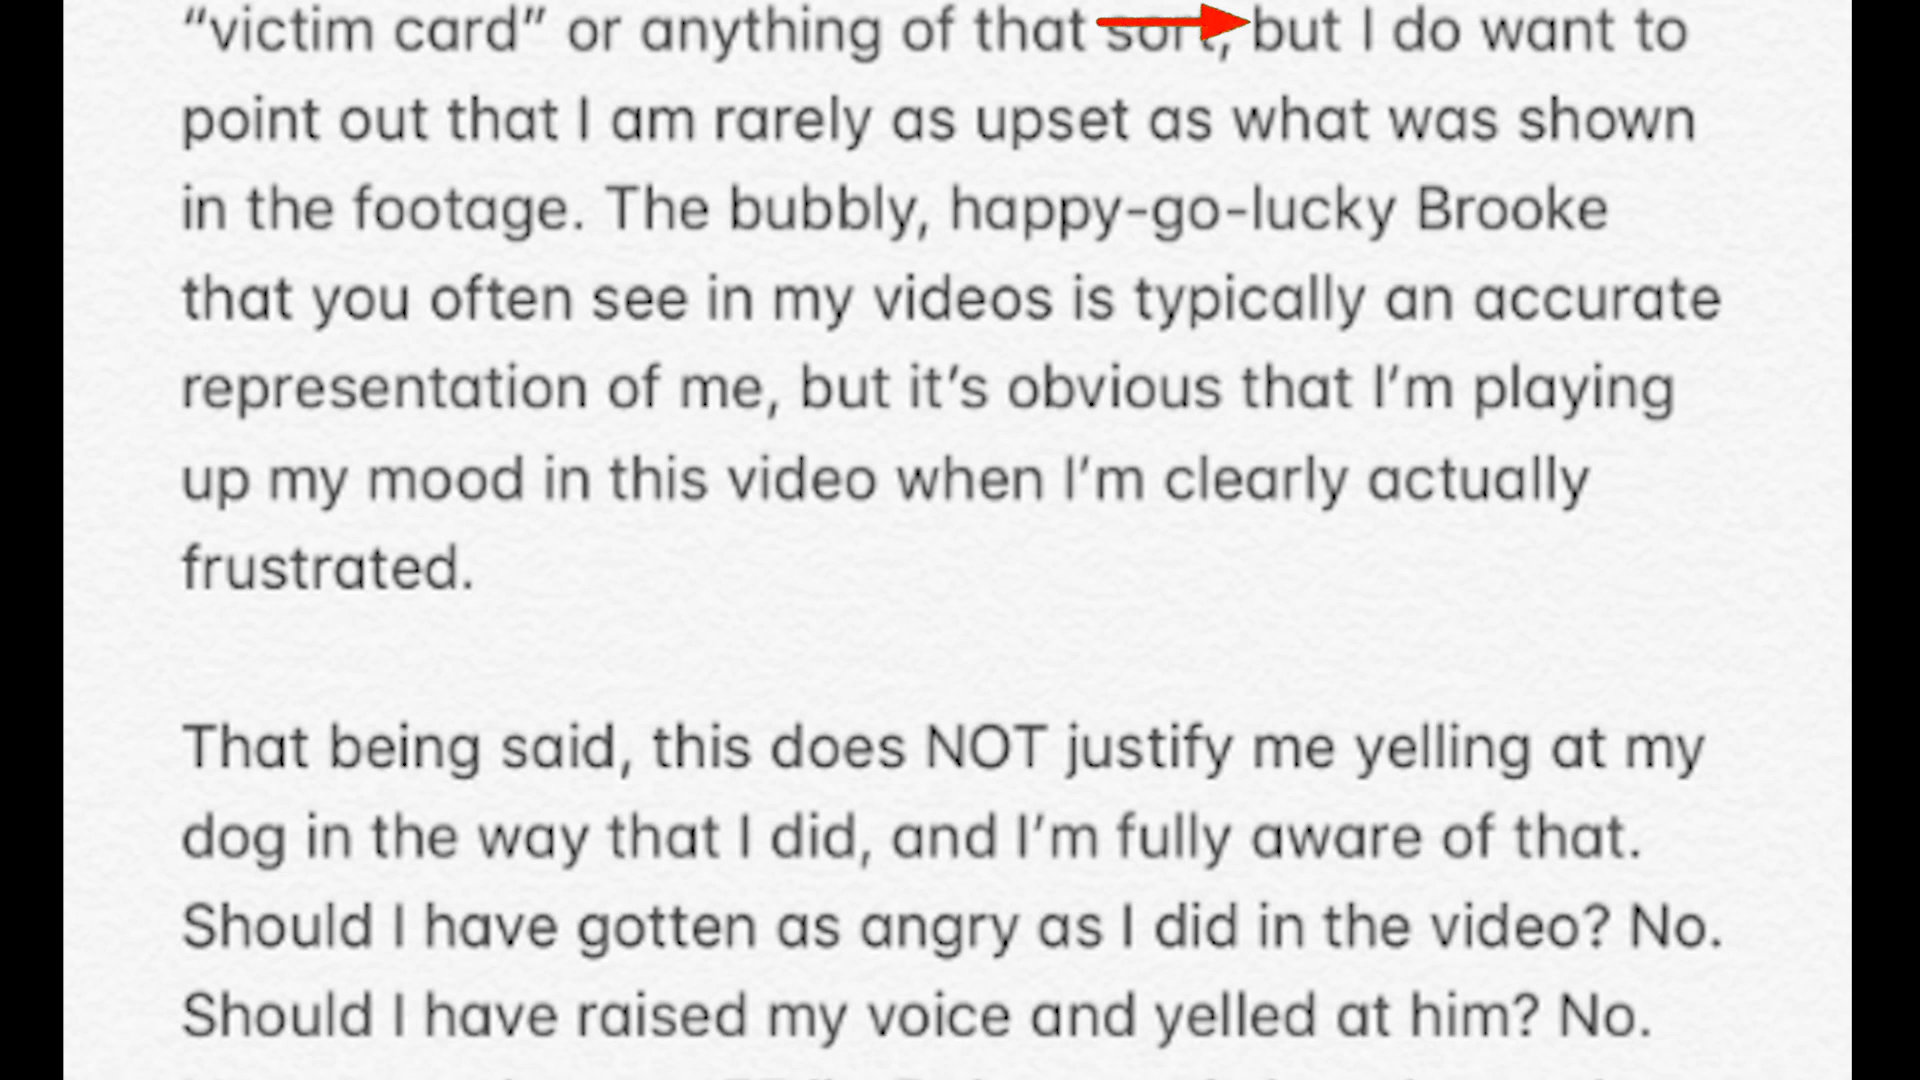 “victim card” or anything of that sort, but I do want to
point out that I am rarely as upset as what was shown
in the footage. The bubbly, happy-go-lucky Brooke
that you often see in my videos is typically an accurate
representation of me, but it’s obvious that I’m playing
up my mood in this video when I’m clearly actually
frustrated.
That being said, this does NOT justify me yelling at my
dog in the way that I did, and I’m fully aware of that.
Should I have gotten as angry as I did in the video? No.
Should I have raised my voice and yelled at him? No.